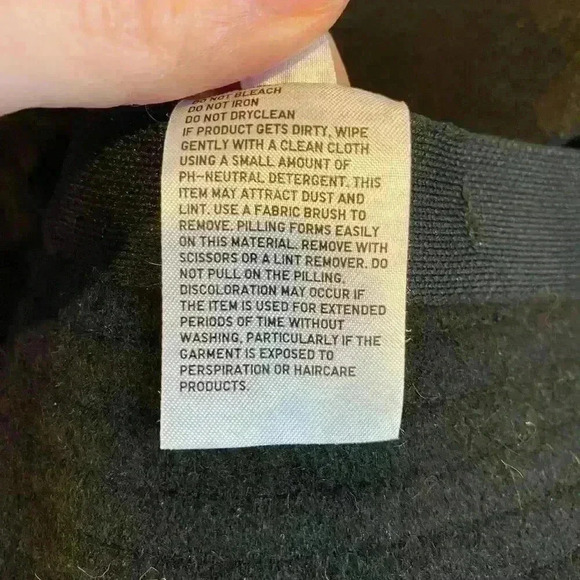 DO NOT BLEACH
DO NOT IRON
DO NOT DRYCLEAN
IF PRODUCT GETS DIRTY, WIPE
GENTLY WITH A CLEAN CLOTH
USING A SMALL AMOUNT OF
PH-NEUTRAL DETERGENT. THIS
ITEM MAY ATTRACT DUST AND
LINT. USE A FABRIC BRUSH TO
REMOVE. PILLING FORMS EASILY
ON THIS MATERIAL. REMOVE WITH
SCISSORS OR A LINT REMOVER. DO
NOT PULL ON THE PILLING.
DISCOLORATION MAY OCCUR IF
THE ITEM IS USED FOR EXTENDED
PERIODS OF TIME WITHOUT
WASHING, PARTICULARLY IF THE
GARMENT IS EXPOSED TO
PERSPIRATION OR HAIRCARE
PRODUCTS.